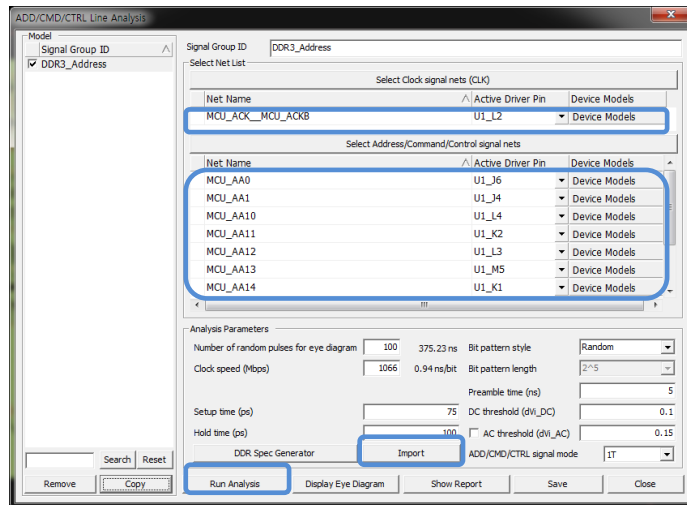 ADD/CMD/CTRL Line Analysis
Model
Signal Group ID
DDR3_Address
Search Reset
Remove Copy
Signal Group ID DDR3_Address
Select Net List
Select Clock signal nets (CLK)
Net Name Active Driver Pin Device Models
MCU_ACK__MCU_ACKB U1_L2 Device Models
Select Address/Command/Control signal nets
Net Name Active Driver Pin Device Models
MCU_AA0 U1_J6 Device Models
MCU_AA1 U1_J4 Device Models
MCU_AA10 U1_L4 Device Models
MCU_AA11 U1_K2 Device Models
MCU_AA12 U1_L3 Device Models
MCU_AA13 U1_M5 Device Models
MCU_AA14 U1_K1 Device Models
Analysis Parameters
Number of random pulses for eye diagram 100 375.23 ns Bit pattern style Random
Clock speed (Mbps) 1066 0.94 ns/bit Bit pattern length 2^5
Preamble time (ns) 5
Setup time (ps) 75 DC threshold (dVi_DC) 0.1
Hold time (ps) 100 AC threshold (dVi_AC) 0.15
DDR Spec Generator Import ADD/CMD/CTRL signal mode 1T
Run Analysis Display Eye Diagram Show Report Save Close